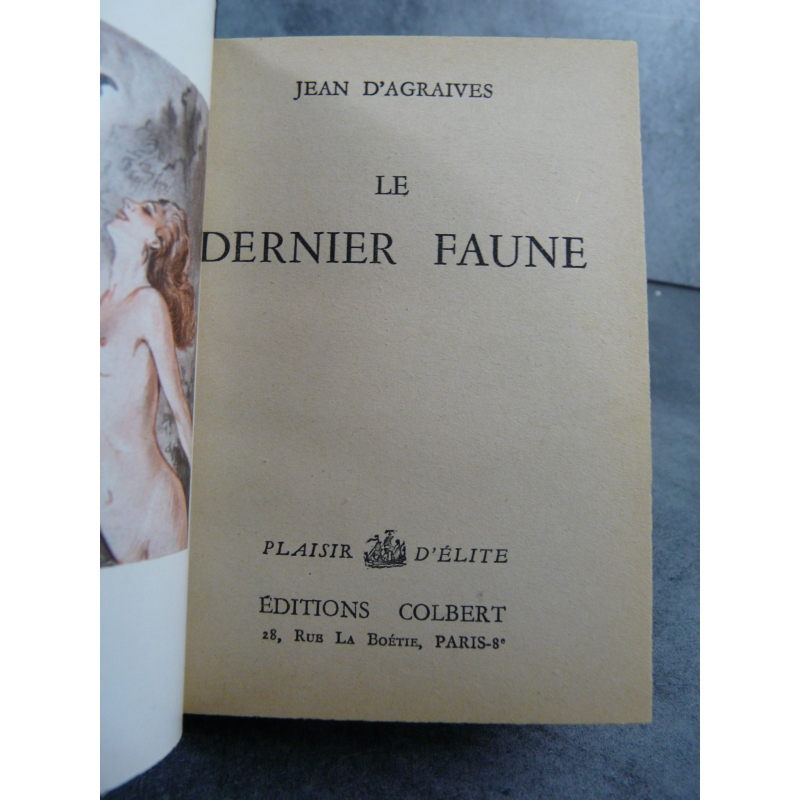 JEAN D'AGRAIVES
LE
DERNIER FAUNE
PLAISIR D'ÉLITE
ÉDITIONS COLBERT
28, RUE LA BOÉTIE, PARIS-8e